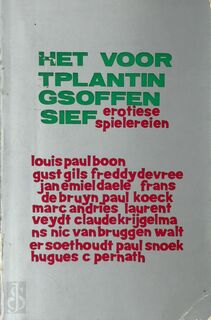 HET VOOR
TPLANTIN
GSOFFEN
SIEF erotiese
spielereien
louis paul boon
gust gils freddy devree
jan emiel daele frans
de bruyn paul koeck
marc andries laurent
veydt claude krijgelma
ns nic van bruggen walt
er soethoudt paul snoek
hugues c pernath